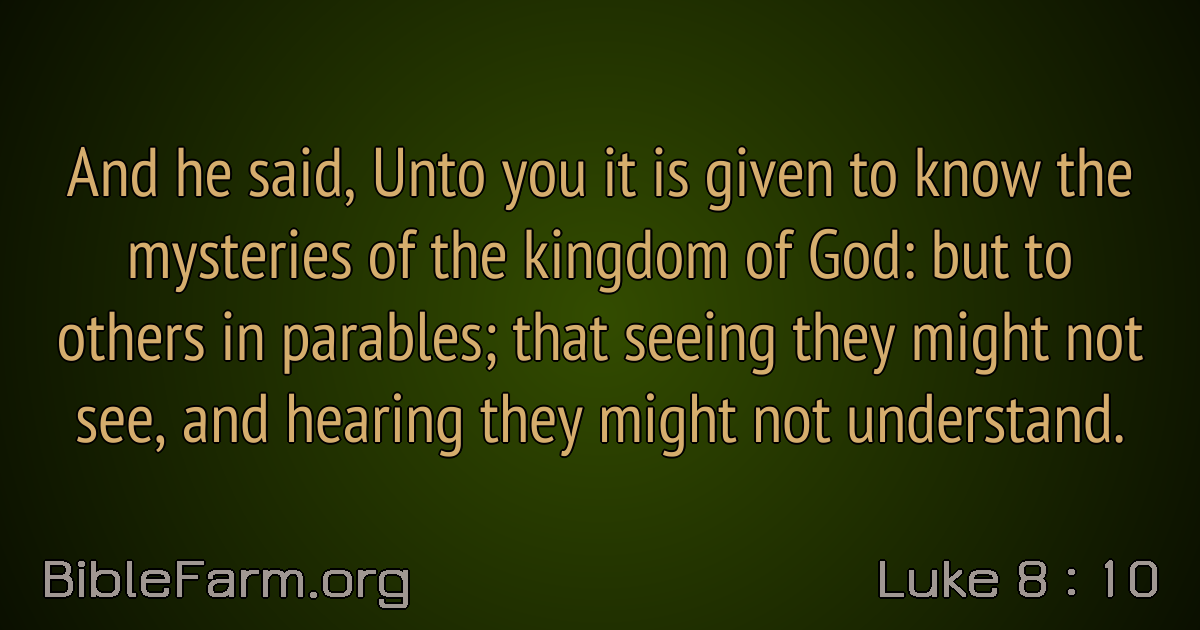 And he said, Unto you it is given to know the
mysteries of the kingdom of God: but to
others in parables; that seeing they might not
see, and hearing they might not understand.
BibleFarm.org
Luke 8 : 10